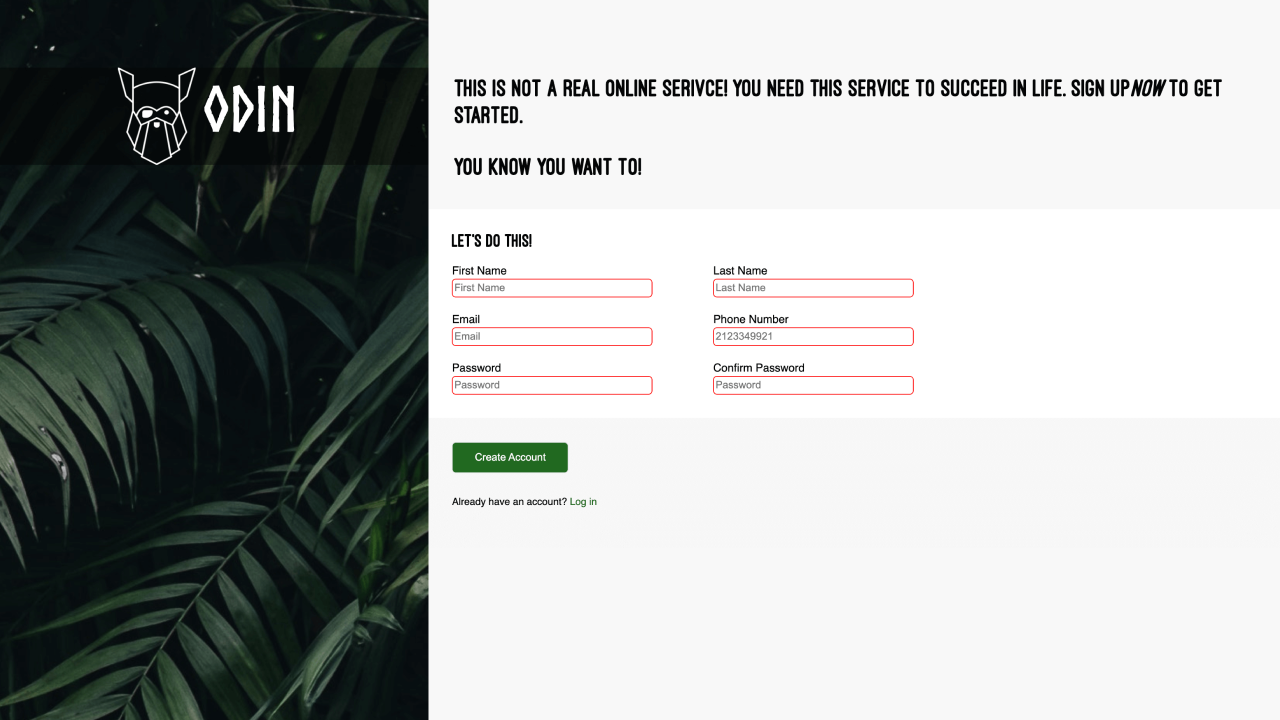 ODIN
THIS IS NOT A REAL ONLINE SERIVCE! YOU NEED THIS SERVICE TO SUCCEED IN LIFE. SIGN UP NOW TO GET
STARTED.
YOU KNOW YOU WANT TO!
LET'S DO THIS!
First Name Last Name
First Name Last Name
Email Phone Number
Email 2123349921
Password Confirm Password
Password Password
Create Account
Already have an account? Log in